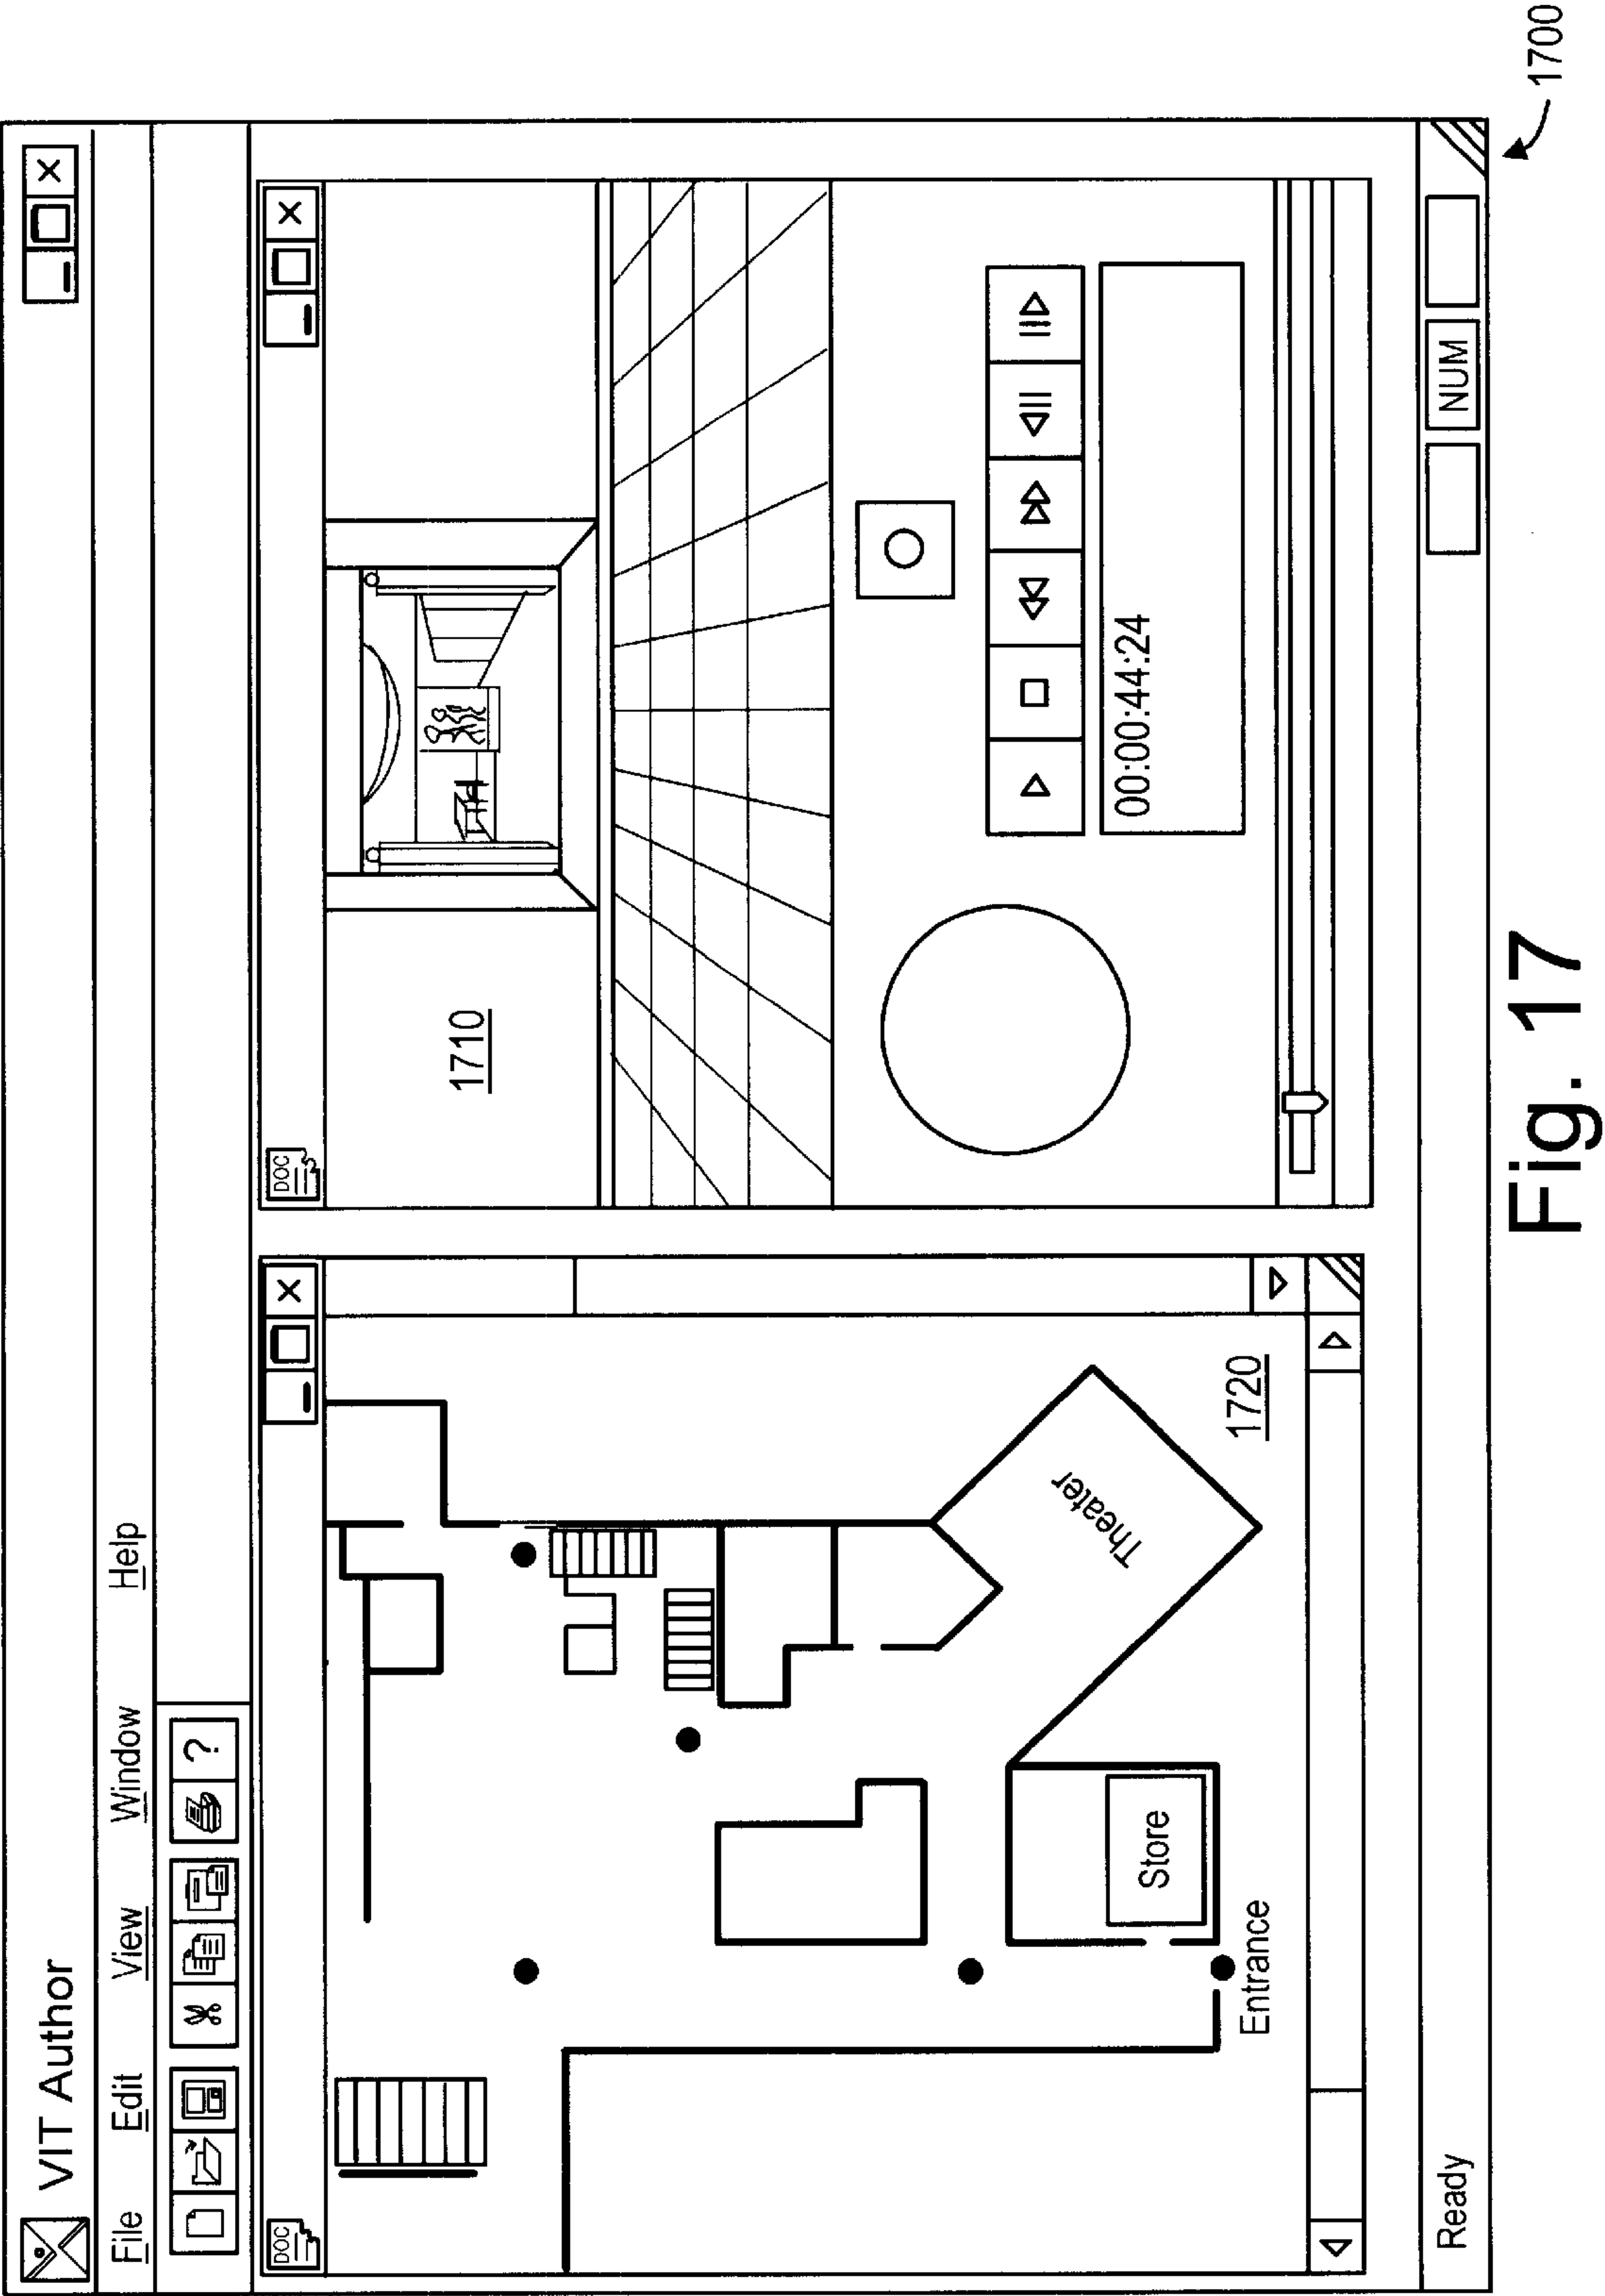 VIT Author
File Edit View Window Help
?
DOC
DOC
1710
Theater
Store
Entrance
1720
00:00:44:24
Ready
NUM
1700
Fig. 17